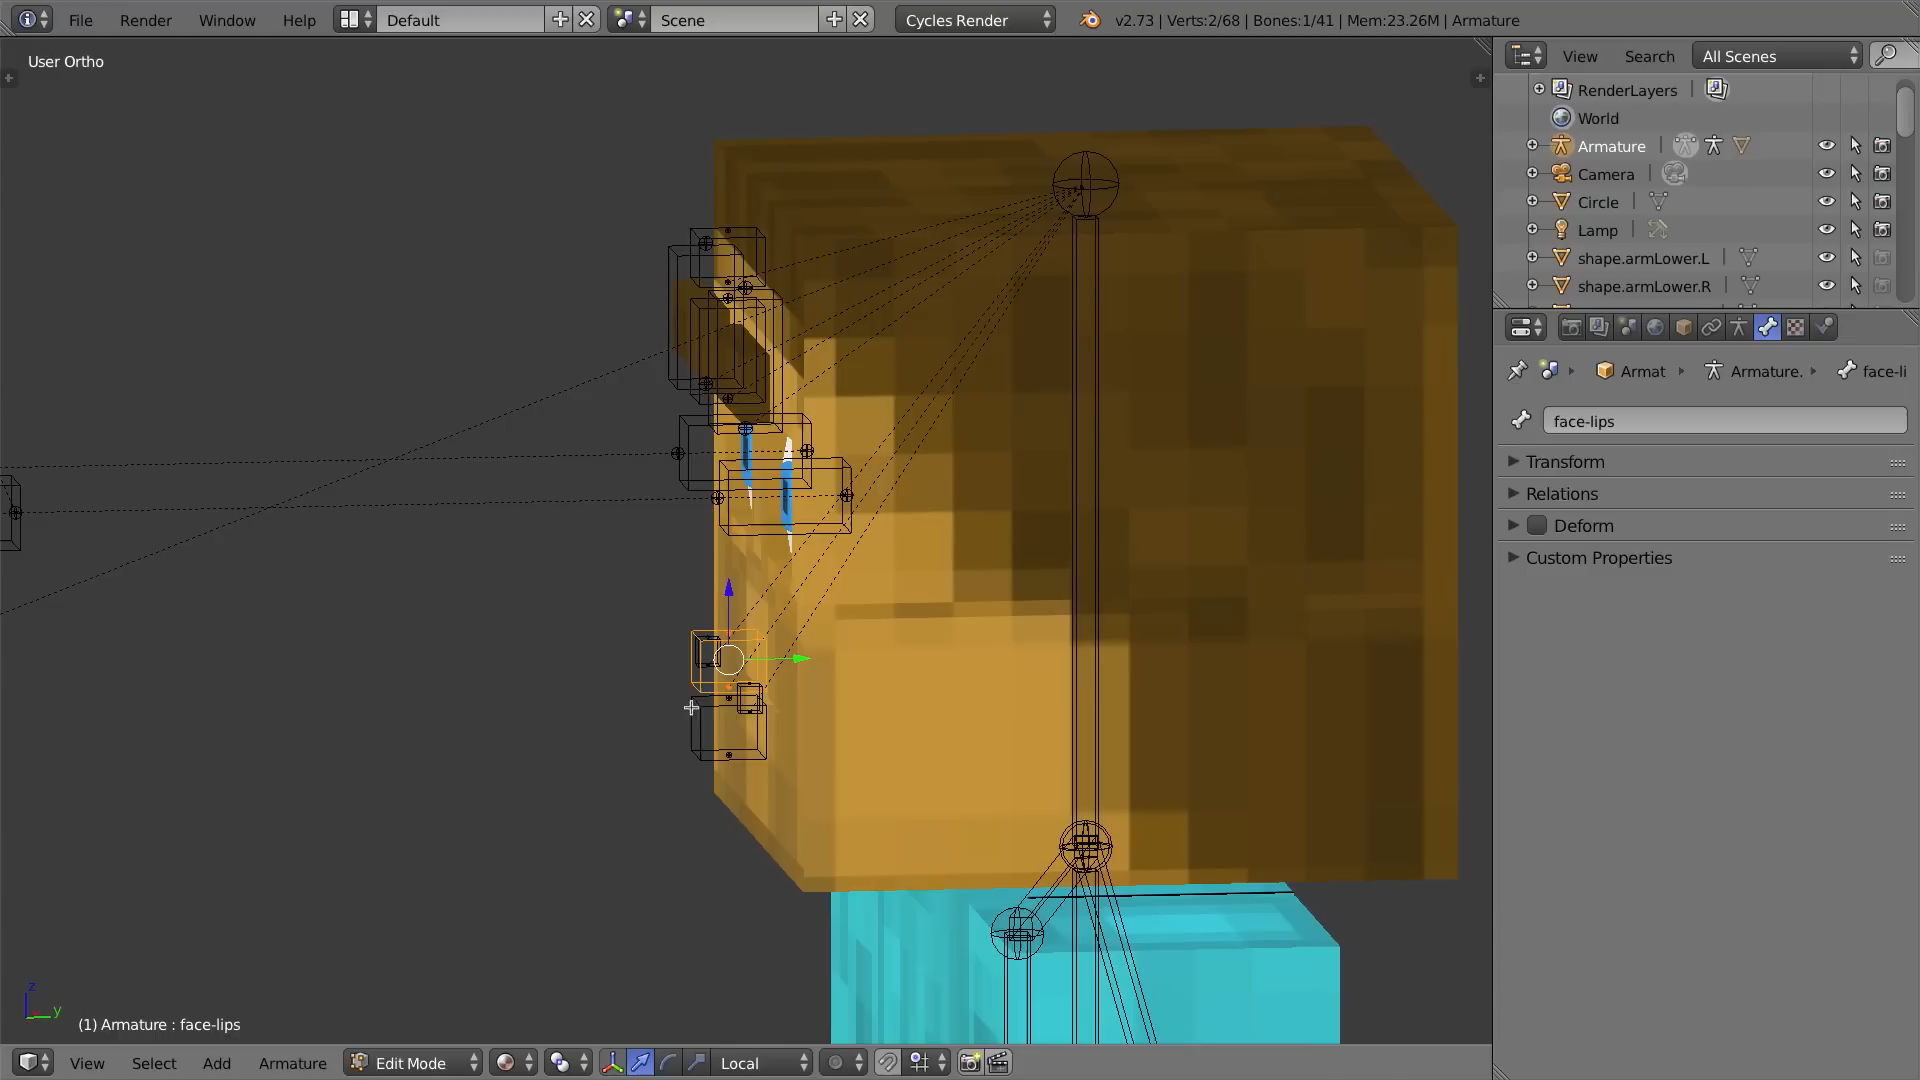 File Render Window Help Default Scene Cycles Render v2.73 | Verts:2/68 | Bones:1/41 | Mem:23.26M | Armature
User Ortho
View Search All Scenes
RenderLayers
World
Armature
Camera
Circle
Lamp
shape.armLower.L
shape.armLower.R
Armat Armature. face-li
face-lips
Transform
Relations
Deform
Custom Properties
z
y
(1) Armature : face-lips
View Select Add Armature Edit Mode Local